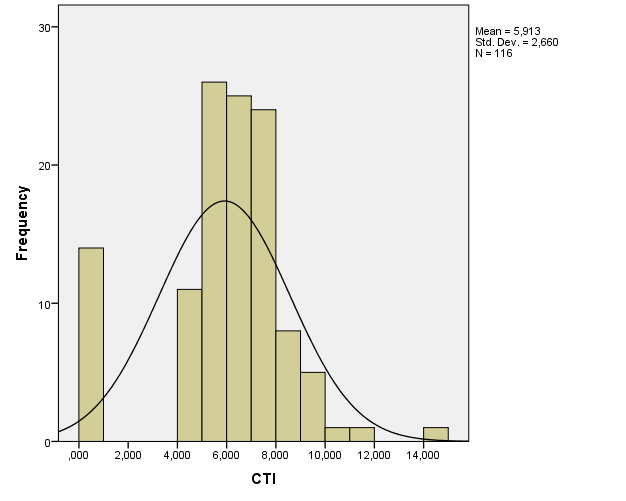 Mean = 5,913
Std. Dev. = 2,660
N = 116
30
20
10
0
Frequency
,000 2,000 4,000 6,000 8,000 10,000 12,000 14,000
CTI